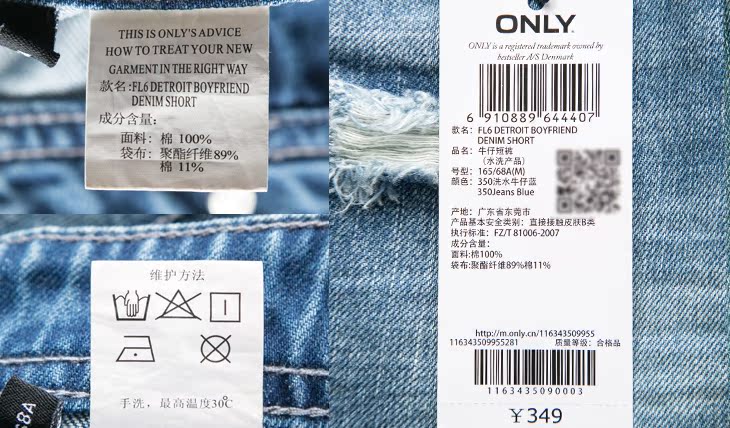 THIS IS ONLY'S ADVICE
HOW TO TREAT YOUR NEW
GARMENT IN THE RIGHT WAY
款名:FL6 DETROIT BOYFRIEND
DENIM SHORT
成分含量:
面料: 棉 100%
袋布: 聚酯纤维89%
棉 11%
维护方法
手洗，最高温度30℃
68A
ONLY
ONLY is a registered trademark owned by
bestseller A/S Denmark
6 910889 644407
款名: FL6 DETROIT BOYFRIEND
DENIM SHORT
品名: 牛仔短裤
(水洗产品)
号型: 165/68A(M)
颜色: 350洗水牛仔蓝
350Jeans Blue
产地: 广东省东莞市
产品基本安全类别: 直接接触皮肤B类
执行标准: FZ/T 81006-2007
成分含量:
面料:棉100%
袋布:聚酯纤维89%棉11%
http://m.only.cn/116343509955
116343509955281 质量等级: 合格品
1163435090003
￥349